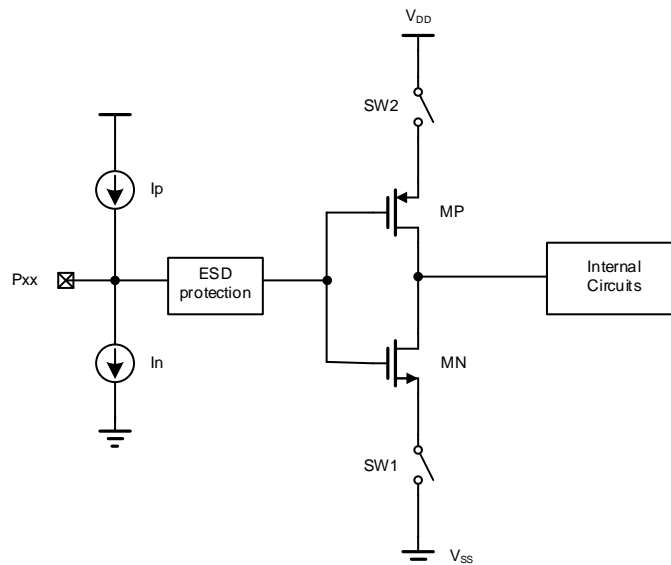 VDD
SW2
Ip
MP
Pxx
ESD
protection
Internal
Circuits
In
MN
SW1
VSS